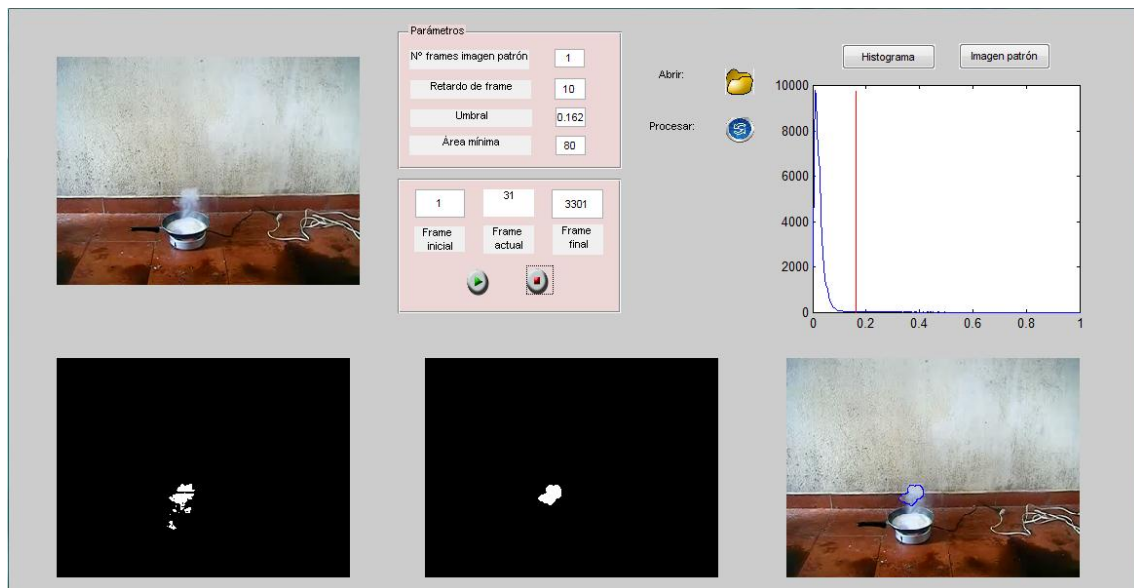 Parámetros
Nº frames imagen patrón
1
Retardo de frame
10
Umbral
0.162
Área mínima
80
1
31
3301
Frame
inicial
Frame
actual
Frame
final
Abrir:
Procesar:
Histograma
Imagen patrón
10000
8000
6000
4000
2000
0
0
0.2
0.4
0.6
0.8
1